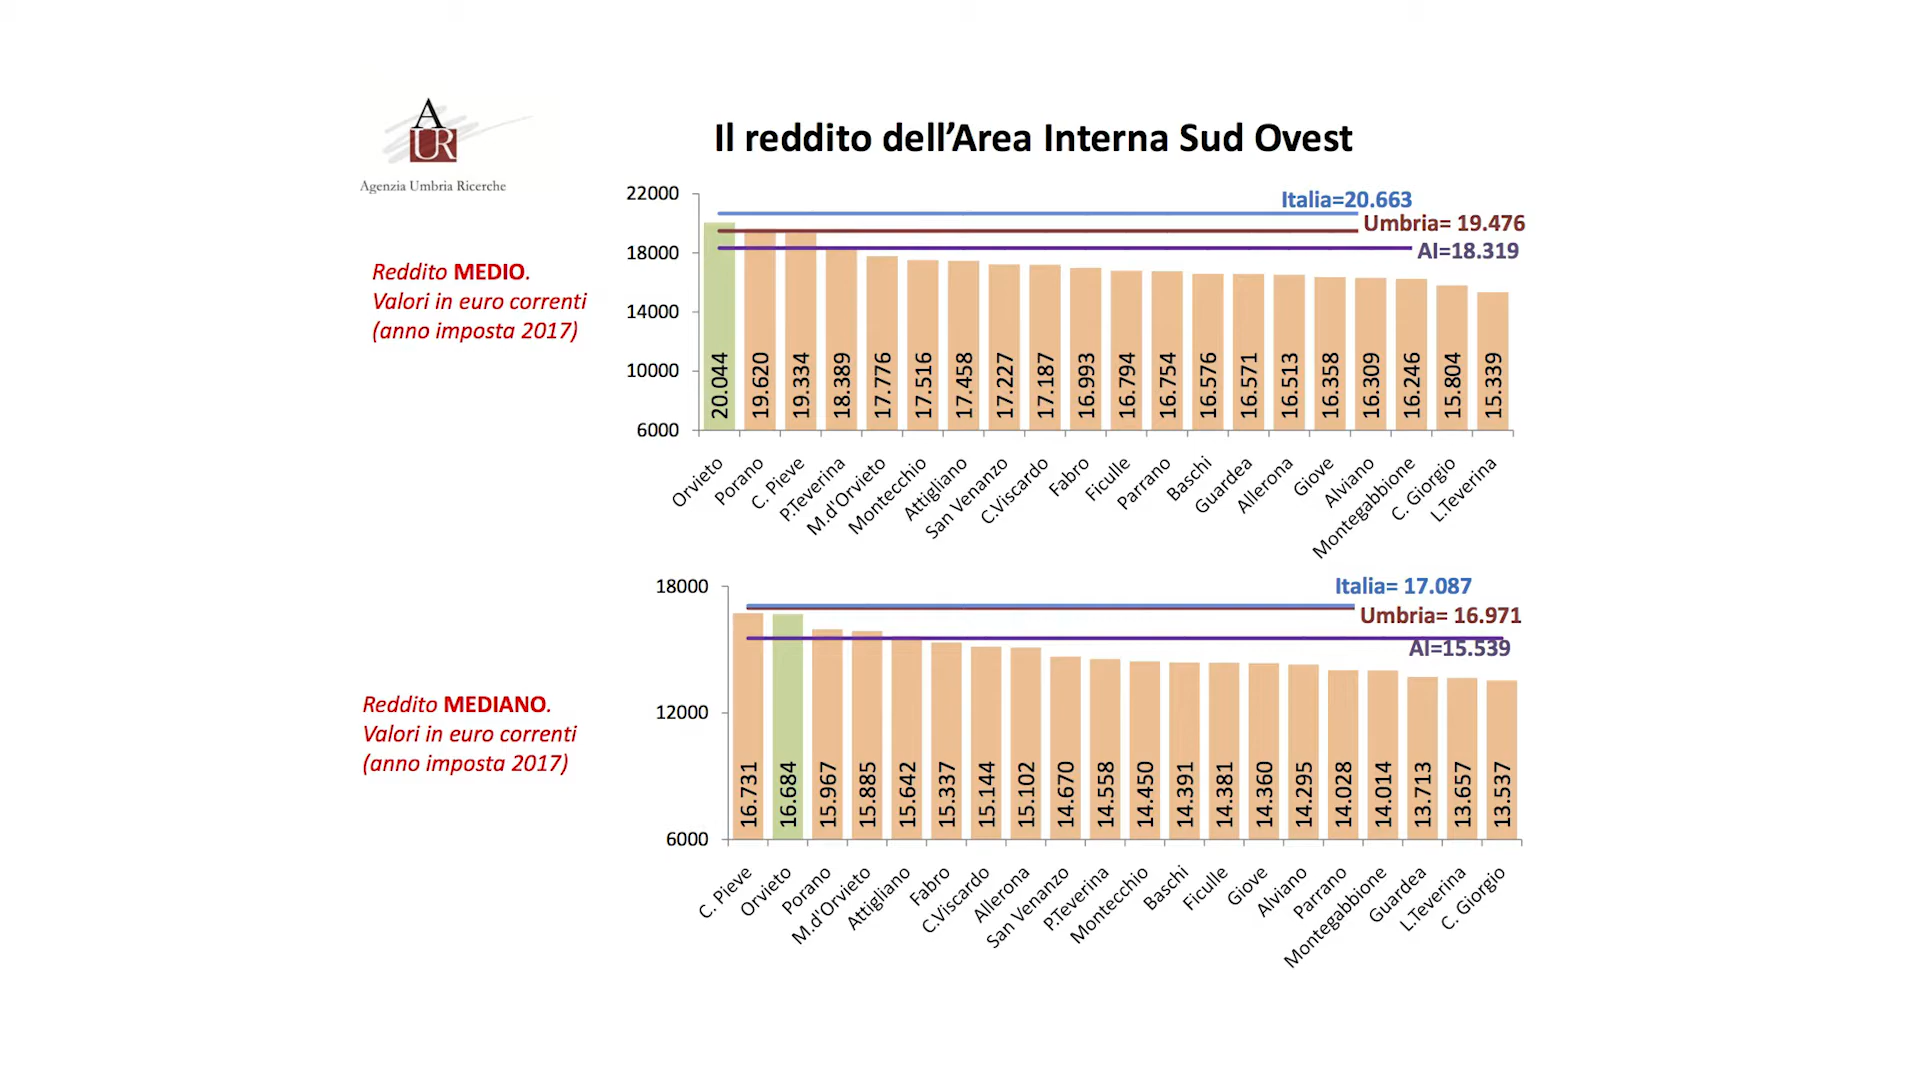 A
UR
Agenzia Umbria Ricerche
Il reddito dell'Area Interna Sud Ovest
Reddito MEDIO.
Valori in euro correnti
(anno imposta 2017)
22000
18000
14000
10000
6000
Italia=20.663
Umbria= 19.476
AI=18.319
20.044
19.620
19.334
18.389
17.776
17.516
17.458
17.227
17.187
16.993
16.794
16.754
16.576
16.571
16.513
16.358
16.309
16.246
15.804
15.339
Orvieto
Porano
C. Pieve
P.Teverina
M.d'Orvieto
Montecchio
Attigliano
San Venanzo
C.Viscardo
Fabro
Ficulle
Parrano
Baschi
Guardea
Allerona
Giove
Alviano
Montegabbione
C. Giorgio
L.Teverina
Reddito MEDIANO.
Valori in euro correnti
(anno imposta 2017)
18000
12000
6000
Italia= 17.087
Umbria= 16.971
AI=15.539
16.731
16.684
15.967
15.885
15.642
15.337
15.144
15.102
14.670
14.558
14.450
14.391
14.381
14.360
14.295
14.028
14.014
13.713
13.657
13.537
C. Pieve
Orvieto
Porano
M.d'Orvieto
Attigliano
Fabro
C.Viscardo
Allerona
San Venanzo
P.Teverina
Montecchio
Baschi
Ficulle
Giove
Alviano
Parrano
Montegabbione
Guardea
L.Teverina
C. Giorgio